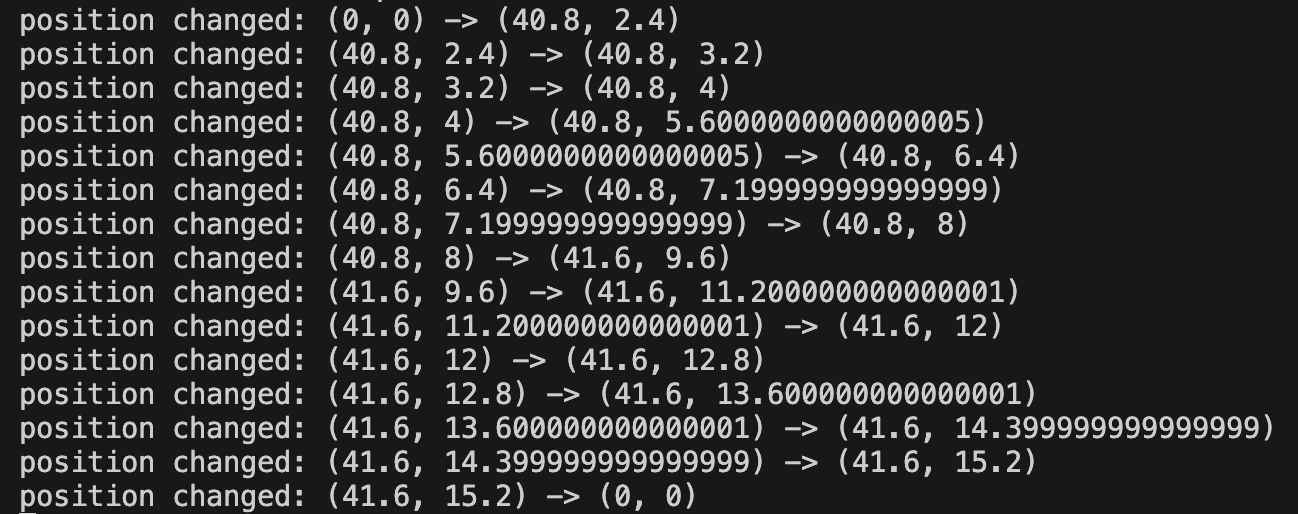 position changed: (0, 0) -> (40.8, 2.4)
position changed: (40.8, 2.4) -> (40.8, 3.2)
position changed: (40.8, 3.2) -> (40.8, 4)
position changed: (40.8, 4) -> (40.8, 5.6000000000000005)
position changed: (40.8, 5.6000000000000005) -> (40.8, 6.4)
position changed: (40.8, 6.4) -> (40.8, 7.199999999999999)
position changed: (40.8, 7.199999999999999) -> (40.8, 8)
position changed: (40.8, 8) -> (41.6, 9.6)
position changed: (41.6, 9.6) -> (41.6, 11.200000000000001)
position changed: (41.6, 11.200000000000001) -> (41.6, 12)
position changed: (41.6, 12) -> (41.6, 12.8)
position changed: (41.6, 12.8) -> (41.6, 13.600000000000001)
position changed: (41.6, 13.600000000000001) -> (41.6, 14.399999999999999)
position changed: (41.6, 14.399999999999999) -> (41.6, 15.2)
position changed: (41.6, 15.2) -> (0, 0)